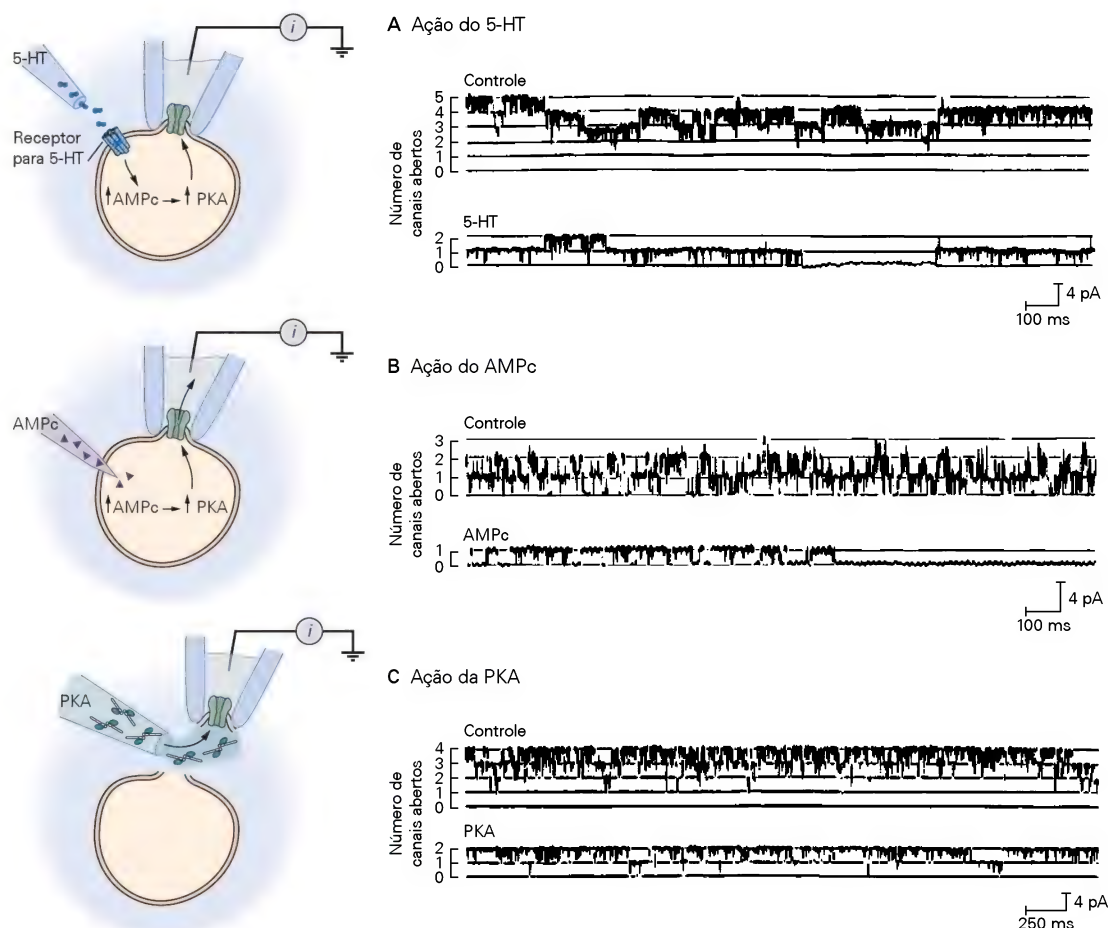 A Ação do 5-HT
5-HT
Receptor
para 5-HT
↑AMPc → ↑ PKA
i
Controle
5
4
3
2
1
0
Número de
canais abertos
5-HT
2
1
0
4 pA
100 ms
B Ação do AMPc
AMPc
↑AMPc → ↑ PKA
i
Controle
3
2
1
0
Número de
canais abertos
AMPc
1
0
4 pA
100 ms
C Ação da PKA
PKA
i
Controle
4
3
2
1
0
Número de
canais abertos
PKA
2
1
0
4 pA
250 ms